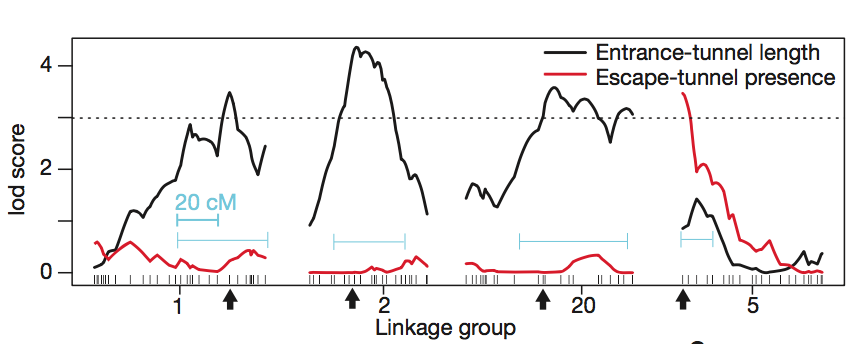 Entrance-tunnel length
Escape-tunnel presence
lod score
4
2
0
20 cM
1
2
20
5
Linkage group